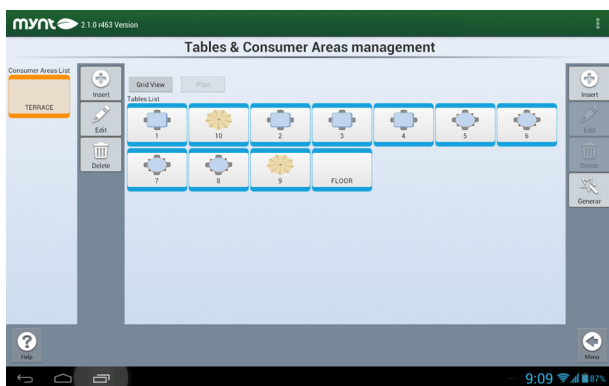 mynt 2.1.0 r463 Version
Tables & Consumer Areas management
Consumer Areas List
TERRACE
Insert
Edit
Delete
Grid View Plan
Tables List
1 10 2 3 4 5 6
7 8 9 FLOOR
Insert
Edit
Delete
Generar
? Help
Menu
9:09 87%